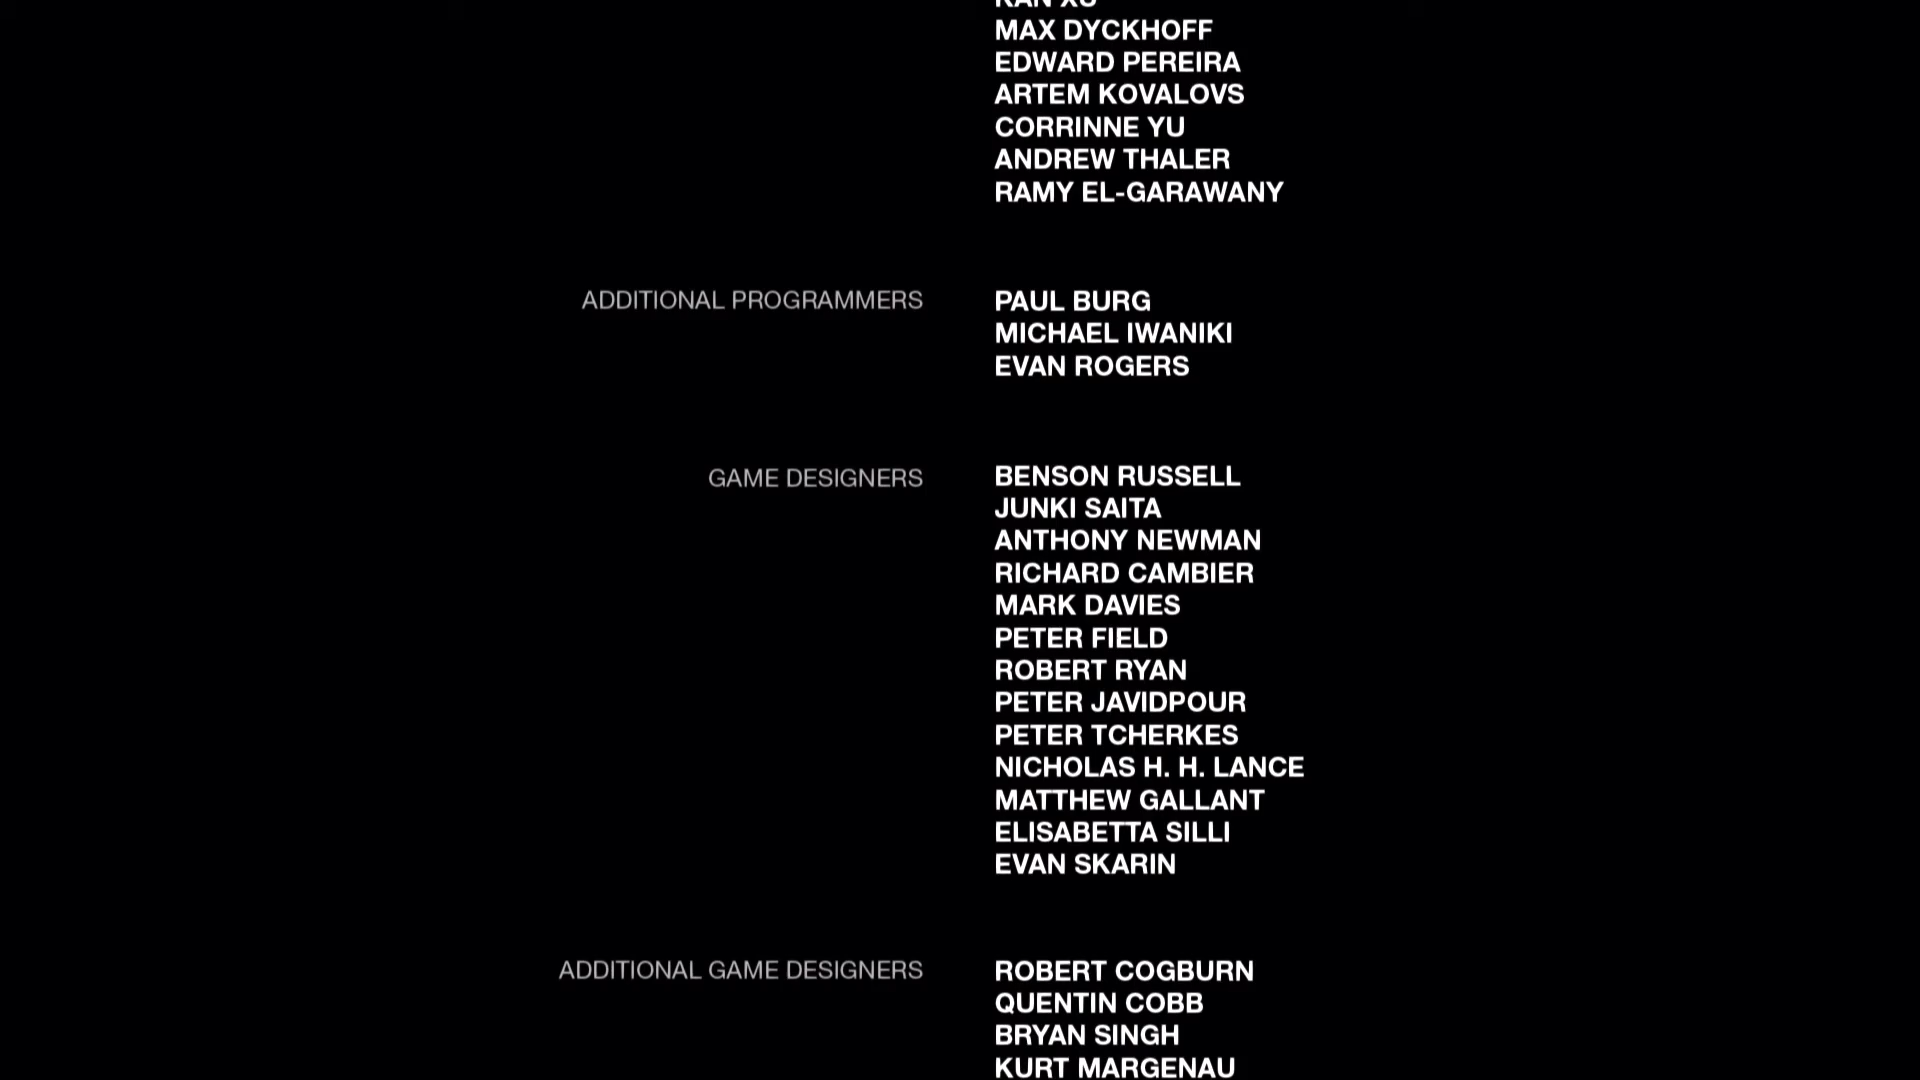 KAN XU
MAX DYCKHOFF
EDWARD PEREIRA
ARTEM KOVALOVS
CORRINNE YU
ANDREW THALER
RAMY EL-GARAWANY
ADDITIONAL PROGRAMMERS PAUL BURG
MICHAEL IWANIKI
EVAN ROGERS
GAME DESIGNERS BENSON RUSSELL
JUNKI SAITA
ANTHONY NEWMAN
RICHARD CAMBIER
MARK DAVIES
PETER FIELD
ROBERT RYAN
PETER JAVIDPOUR
PETER TCHERKES
NICHOLAS H. H. LANCE
MATTHEW GALLANT
ELISABETTA SILLI
EVAN SKARIN
ADDITIONAL GAME DESIGNERS ROBERT COGBURN
QUENTIN COBB
BRYAN SINGH
KURT MARGENAU